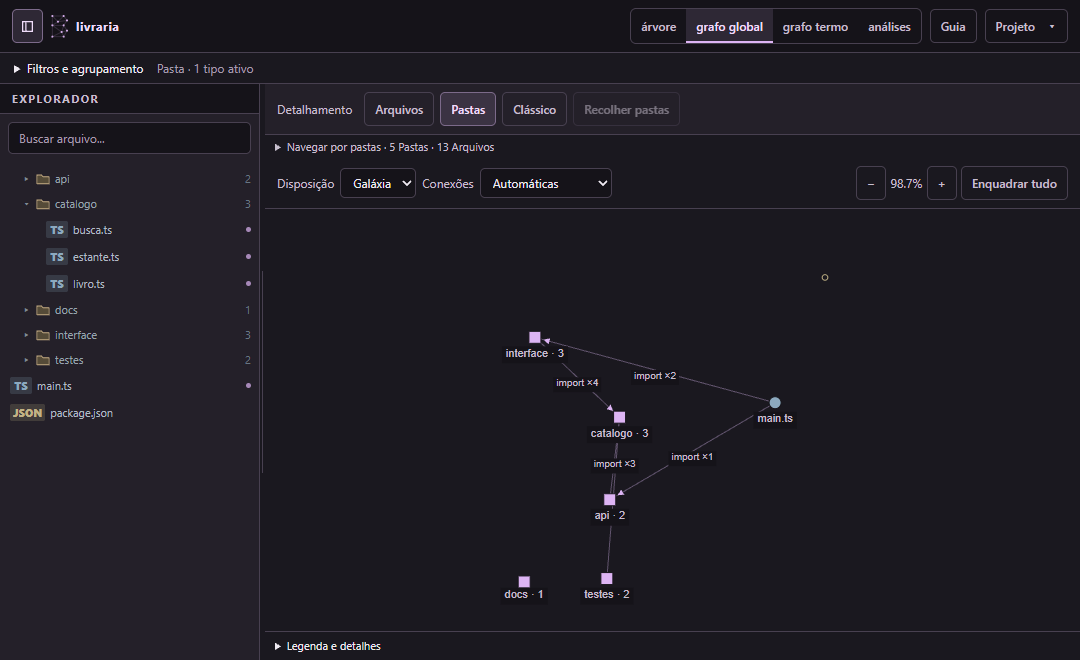 livraria
árvore grafo global grafo termo análises Guia Projeto
Filtros e agrupamento Pasta · 1 tipo ativo
EXPLORADOR
Buscar arquivo...
api 2
catalogo 3
TS busca.ts
TS estante.ts
TS livro.ts
docs 1
interface 3
testes 2
TS main.ts
JSON package.json
Detalhamento Arquivos Pastas Clássico Recolher pastas
Navegar por pastas · 5 Pastas · 13 Arquivos
Disposição Galáxia Conexões Automáticas − 98.7% + Enquadrar tudo
interface · 3
import ×2
import ×4
main.ts
catalogo · 3
import ×1
import ×3
api · 2
docs · 1
testes · 2
Legenda e detalhes